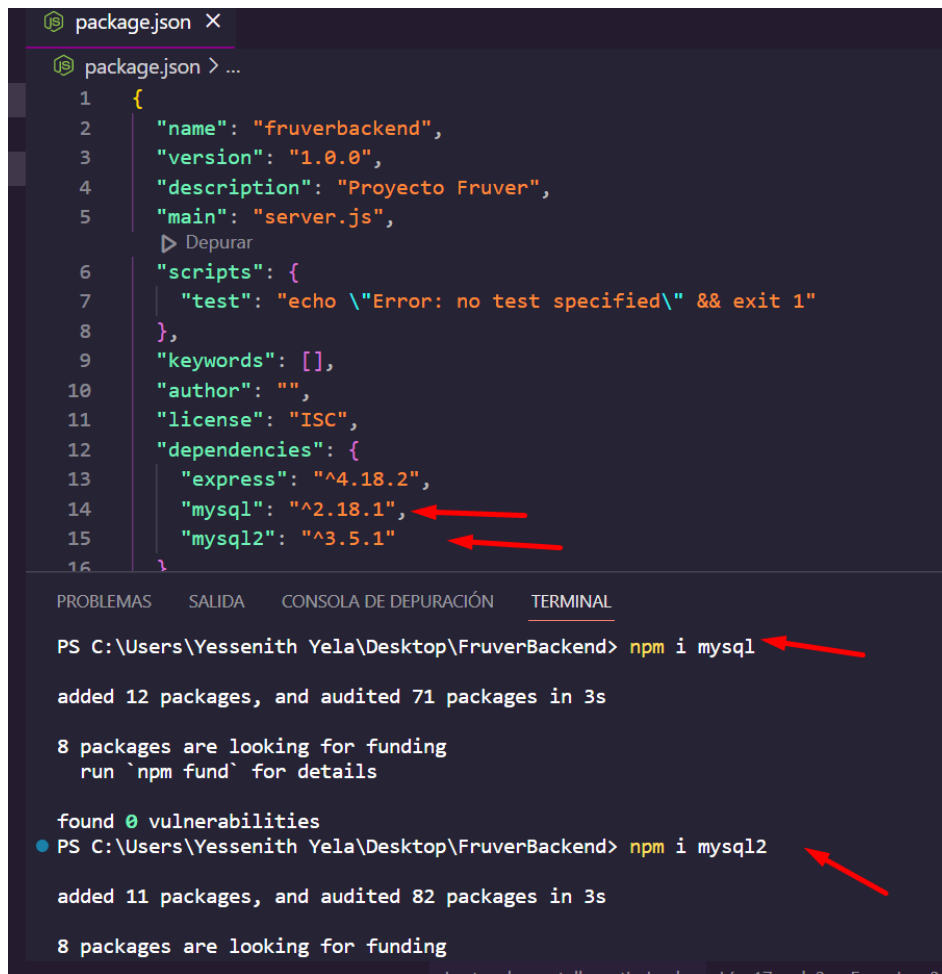 package.json ×
package.json > ...
1 {
2 "name": "fruverbackend",
3 "version": "1.0.0",
4 "description": "Proyecto Fruver",
5 "main": "server.js",
Depurar
6 "scripts": {
7 "test": "echo \"Error: no test specified\" && exit 1"
8 },
9 "keywords": [],
10 "author": "",
11 "license": "ISC",
12 "dependencies": {
13 "express": "^4.18.2",
14 "mysql": "^2.18.1",
15 "mysql2": "^3.5.1"
16 }
PROBLEMAS SALIDA CONSOLA DE DEPURACIÓN TERMINAL
PS C:\Users\Yessenith Yela\Desktop\FruverBackend> npm i mysql
added 12 packages, and audited 71 packages in 3s
8 packages are looking for funding
run `npm fund` for details
found 0 vulnerabilities
PS C:\Users\Yessenith Yela\Desktop\FruverBackend> npm i mysql2
added 11 packages, and audited 82 packages in 3s
8 packages are looking for funding